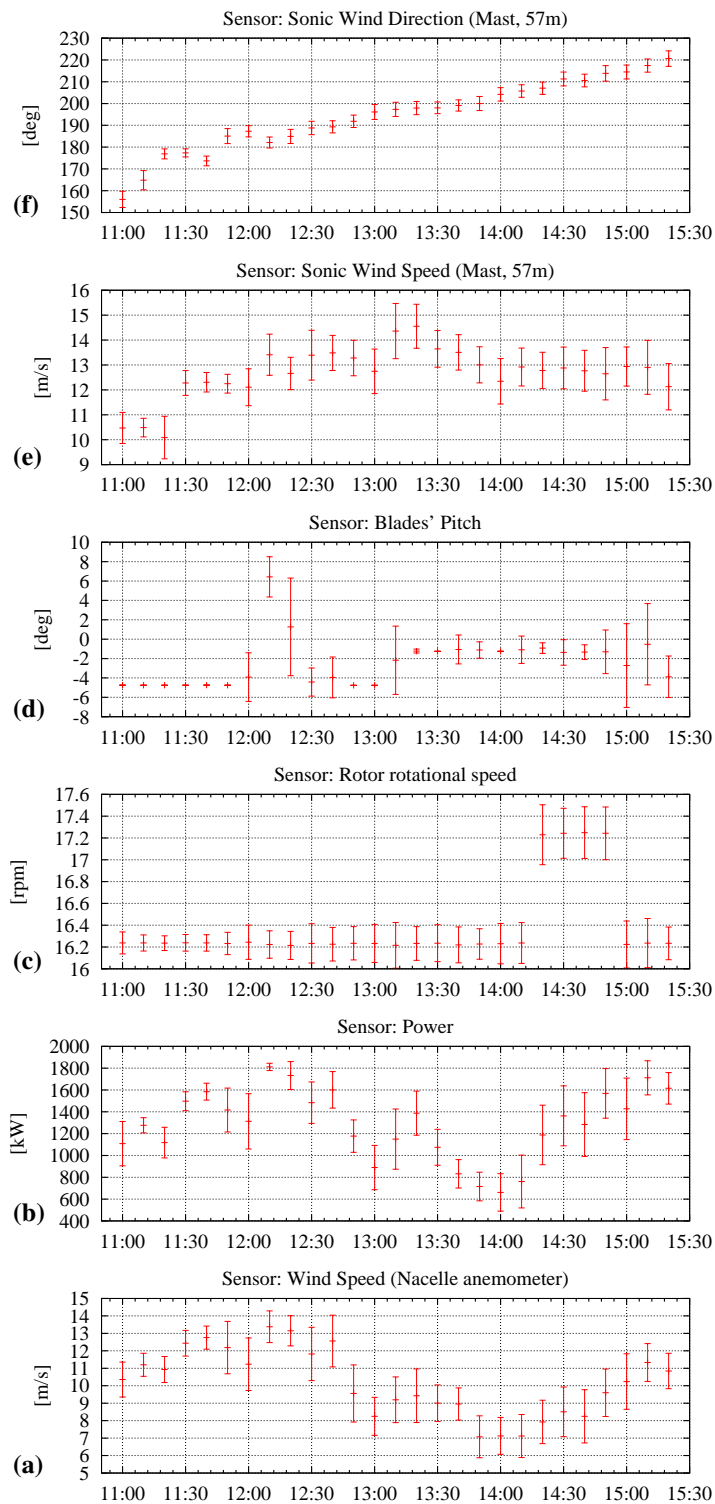 Sensor: Sonic Wind Direction (Mast, 57m)
230
220
210
200
190
180
170
160
150
[deg]
(f)
11:00 11:30 12:00 12:30 13:00 13:30 14:00 14:30 15:00 15:30
Sensor: Sonic Wind Speed (Mast, 57m)
16
15
14
13
12
11
10
9
[m/s]
(e)
11:00 11:30 12:00 12:30 13:00 13:30 14:00 14:30 15:00 15:30
Sensor: Blades' Pitch
10
8
6
4
2
0
-2
-4
-6
-8
[deg]
(d)
11:00 11:30 12:00 12:30 13:00 13:30 14:00 14:30 15:00 15:30
Sensor: Rotor rotational speed
17.6
17.4
17.2
17
16.8
16.6
16.4
16.2
16
[rpm]
(c)
11:00 11:30 12:00 12:30 13:00 13:30 14:00 14:30 15:00 15:30
Sensor: Power
2000
1800
1600
1400
1200
1000
800
600
400
[kW]
(b)
11:00 11:30 12:00 12:30 13:00 13:30 14:00 14:30 15:00 15:30
Sensor: Wind Speed (Nacelle anemometer)
15
14
13
12
11
10
9
8
7
6
5
[m/s]
(a)
11:00 11:30 12:00 12:30 13:00 13:30 14:00 14:30 15:00 15:30